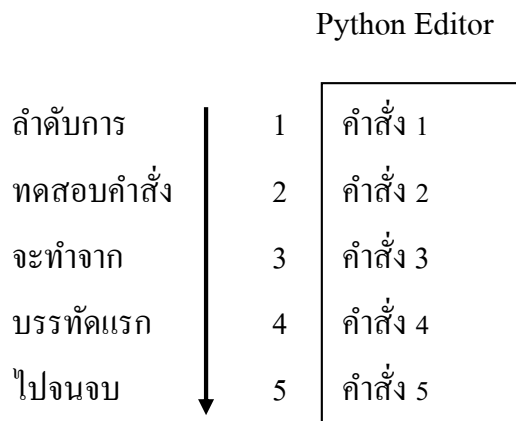 Python Editor
ลำดับการ 1 คำสั่ง 1
ทดสอบคำสั่ง 2 คำสั่ง 2
จะทำจาก 3 คำสั่ง 3
บรรทัดแรก 4 คำสั่ง 4
ไปจนจบ 5 คำสั่ง 5